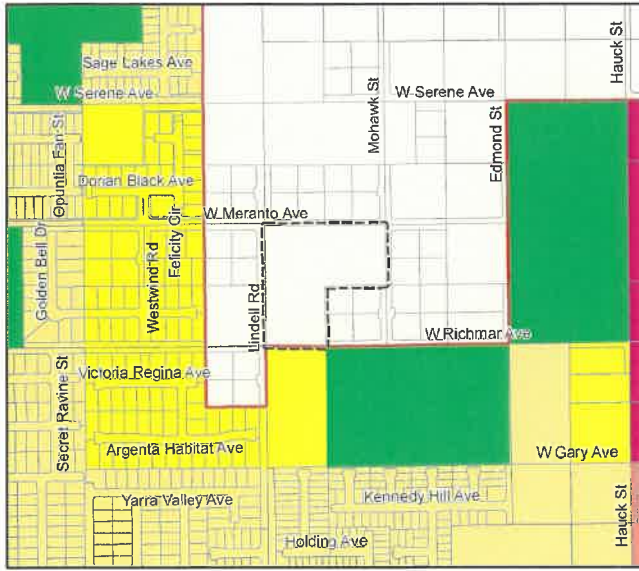 Sage Lakes Ave
W Serene Ave
W Serene Ave
Hauck St
Mohawk St
Edmond St
Opuntia Fan St
Dorian Black Ave
W Meranto Ave
Golden Bell Dr
Westwind Rd
Felicity Cir
Lindell Rd
W Richmar Ave
Secret Ravine St
Victoria Regina Ave
Argenta Habitat Ave
W Gary Ave
Yarra Valley Ave
Kennedy Hill Ave
Hauck St
Holding Ave